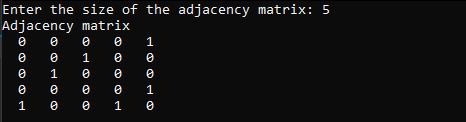 Enter the size of the adjacency matrix: 5
Adjacency matrix
0 0 0 0 1
0 0 1 0 0
0 1 0 0 0
0 0 0 0 1
1 0 0 1 0